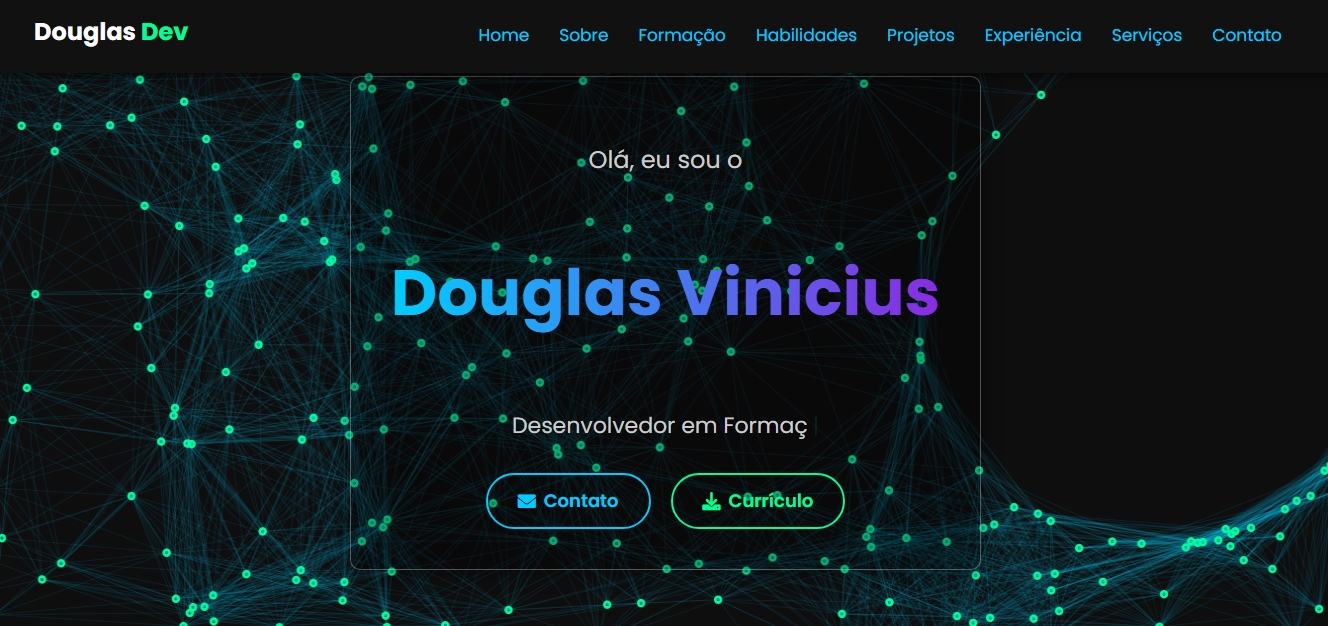 Douglas Dev
Home Sobre Formação Habilidades Projetos Experiência Serviços Contato
Olá, eu sou o
Douglas Vinicius
Desenvolvedor em Formaç
Contato Currículo